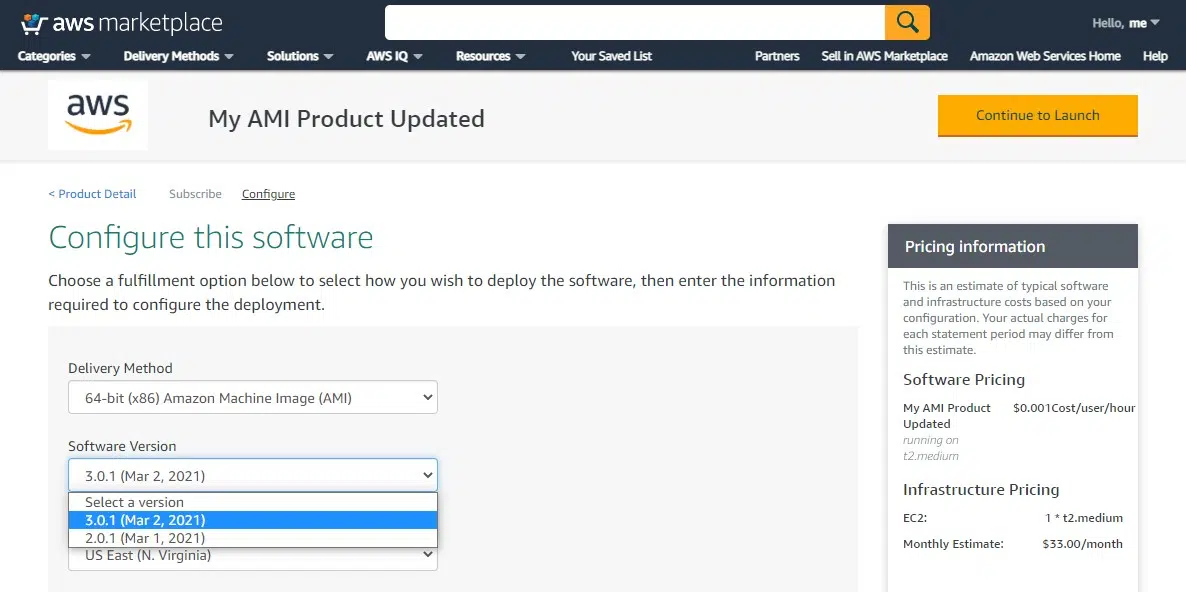 aws marketplace
Hello, me
Categories Delivery Methods Solutions AWS IQ Resources Your Saved List Partners Sell in AWS Marketplace Amazon Web Services Home Help
aws
My AMI Product Updated
Continue to Launch
< Product Detail Subscribe Configure
Configure this software
Choose a fulfillment option below to select how you wish to deploy the software, then enter the information
required to configure the deployment.
Delivery Method
64-bit (x86) Amazon Machine Image (AMI)
Software Version
3.0.1 (Mar 2, 2021)
Select a version
3.0.1 (Mar 2, 2021)
2.0.1 (Mar 1, 2021)
US East (N. Virginia)
Pricing information
This is an estimate of typical software
and infrastructure costs based on your
configuration. Your actual charges for
each statement period may differ from
this estimate.
Software Pricing
My AMI Product $0.001Cost/user/hour
Updated
running on
t2.medium
Infrastructure Pricing
EC2: 1 * t2.medium
Monthly Estimate: $33.00/month